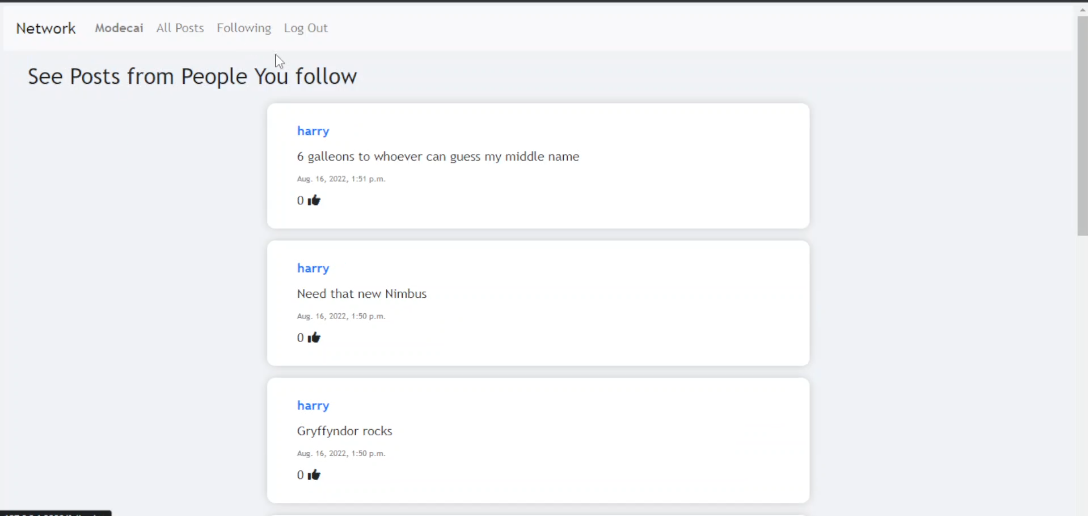 Network Modecai All Posts Following Log Out
See Posts from People You follow
harry
6 galleons to whoever can guess my middle name
Aug. 16, 2022, 1:51 p.m.
0
harry
Need that new Nimbus
Aug. 16, 2022, 1:50 p.m.
0
harry
Gryffyndor rocks
Aug. 16, 2022, 1:50 p.m.
0